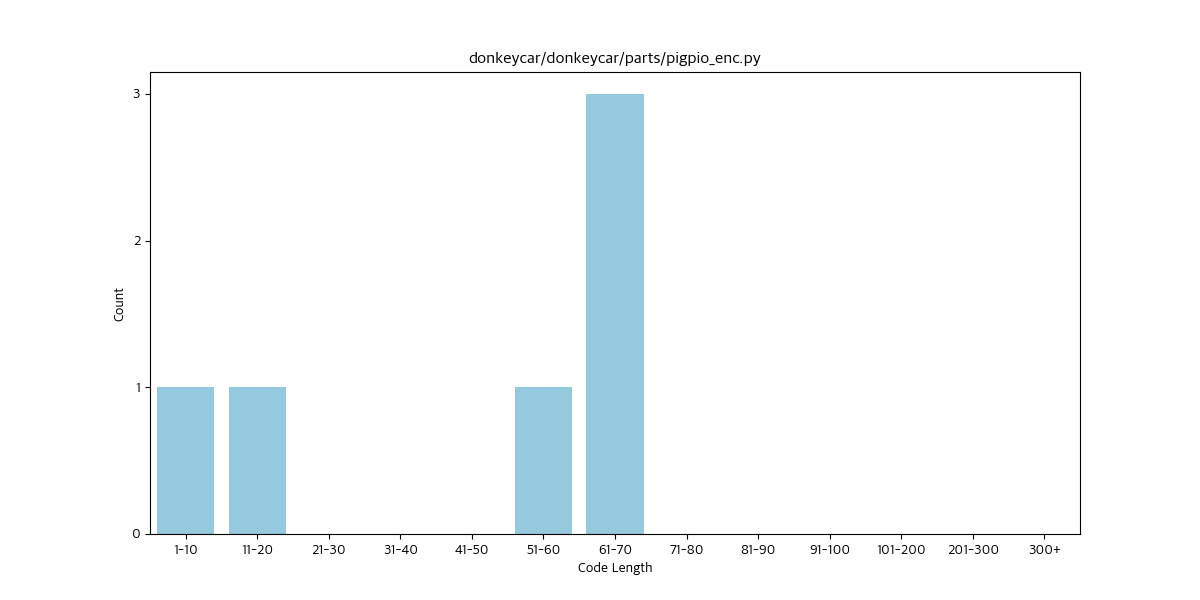 donkeycar/donkeycar/parts/pigpio_enc.py
3
2
1
0
Count
1-10 11-20 21-30 31-40 41-50 51-60 61-70 71-80 81-90 91-100 101-200 201-300 300+
Code Length